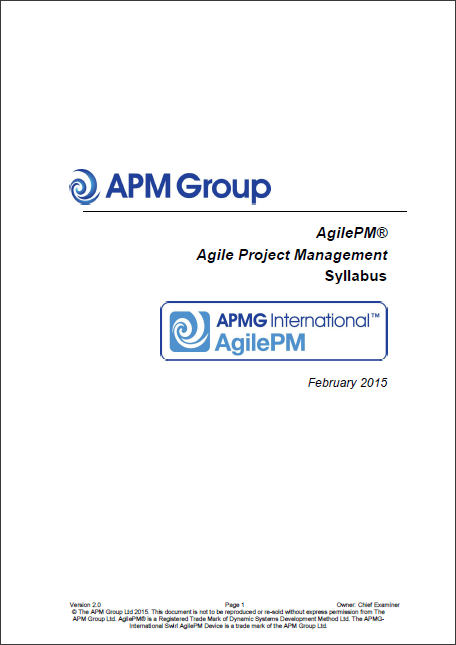 APM Group
AgilePM®
Agile Project Management
Syllabus
APMG International™
AgilePM
February 2015
Version 2.0 Page 1 Owner: Chief Examiner
© The APM Group Ltd 2015. This document is not to be reproduced or re-sold without express permission from The
APM Group Ltd. AgilePM® is a Registered Trade Mark of Dynamic Systems Development Method Ltd. The APMG-
International Swirl AgilePM Device is a trade mark of the APM Group Ltd.